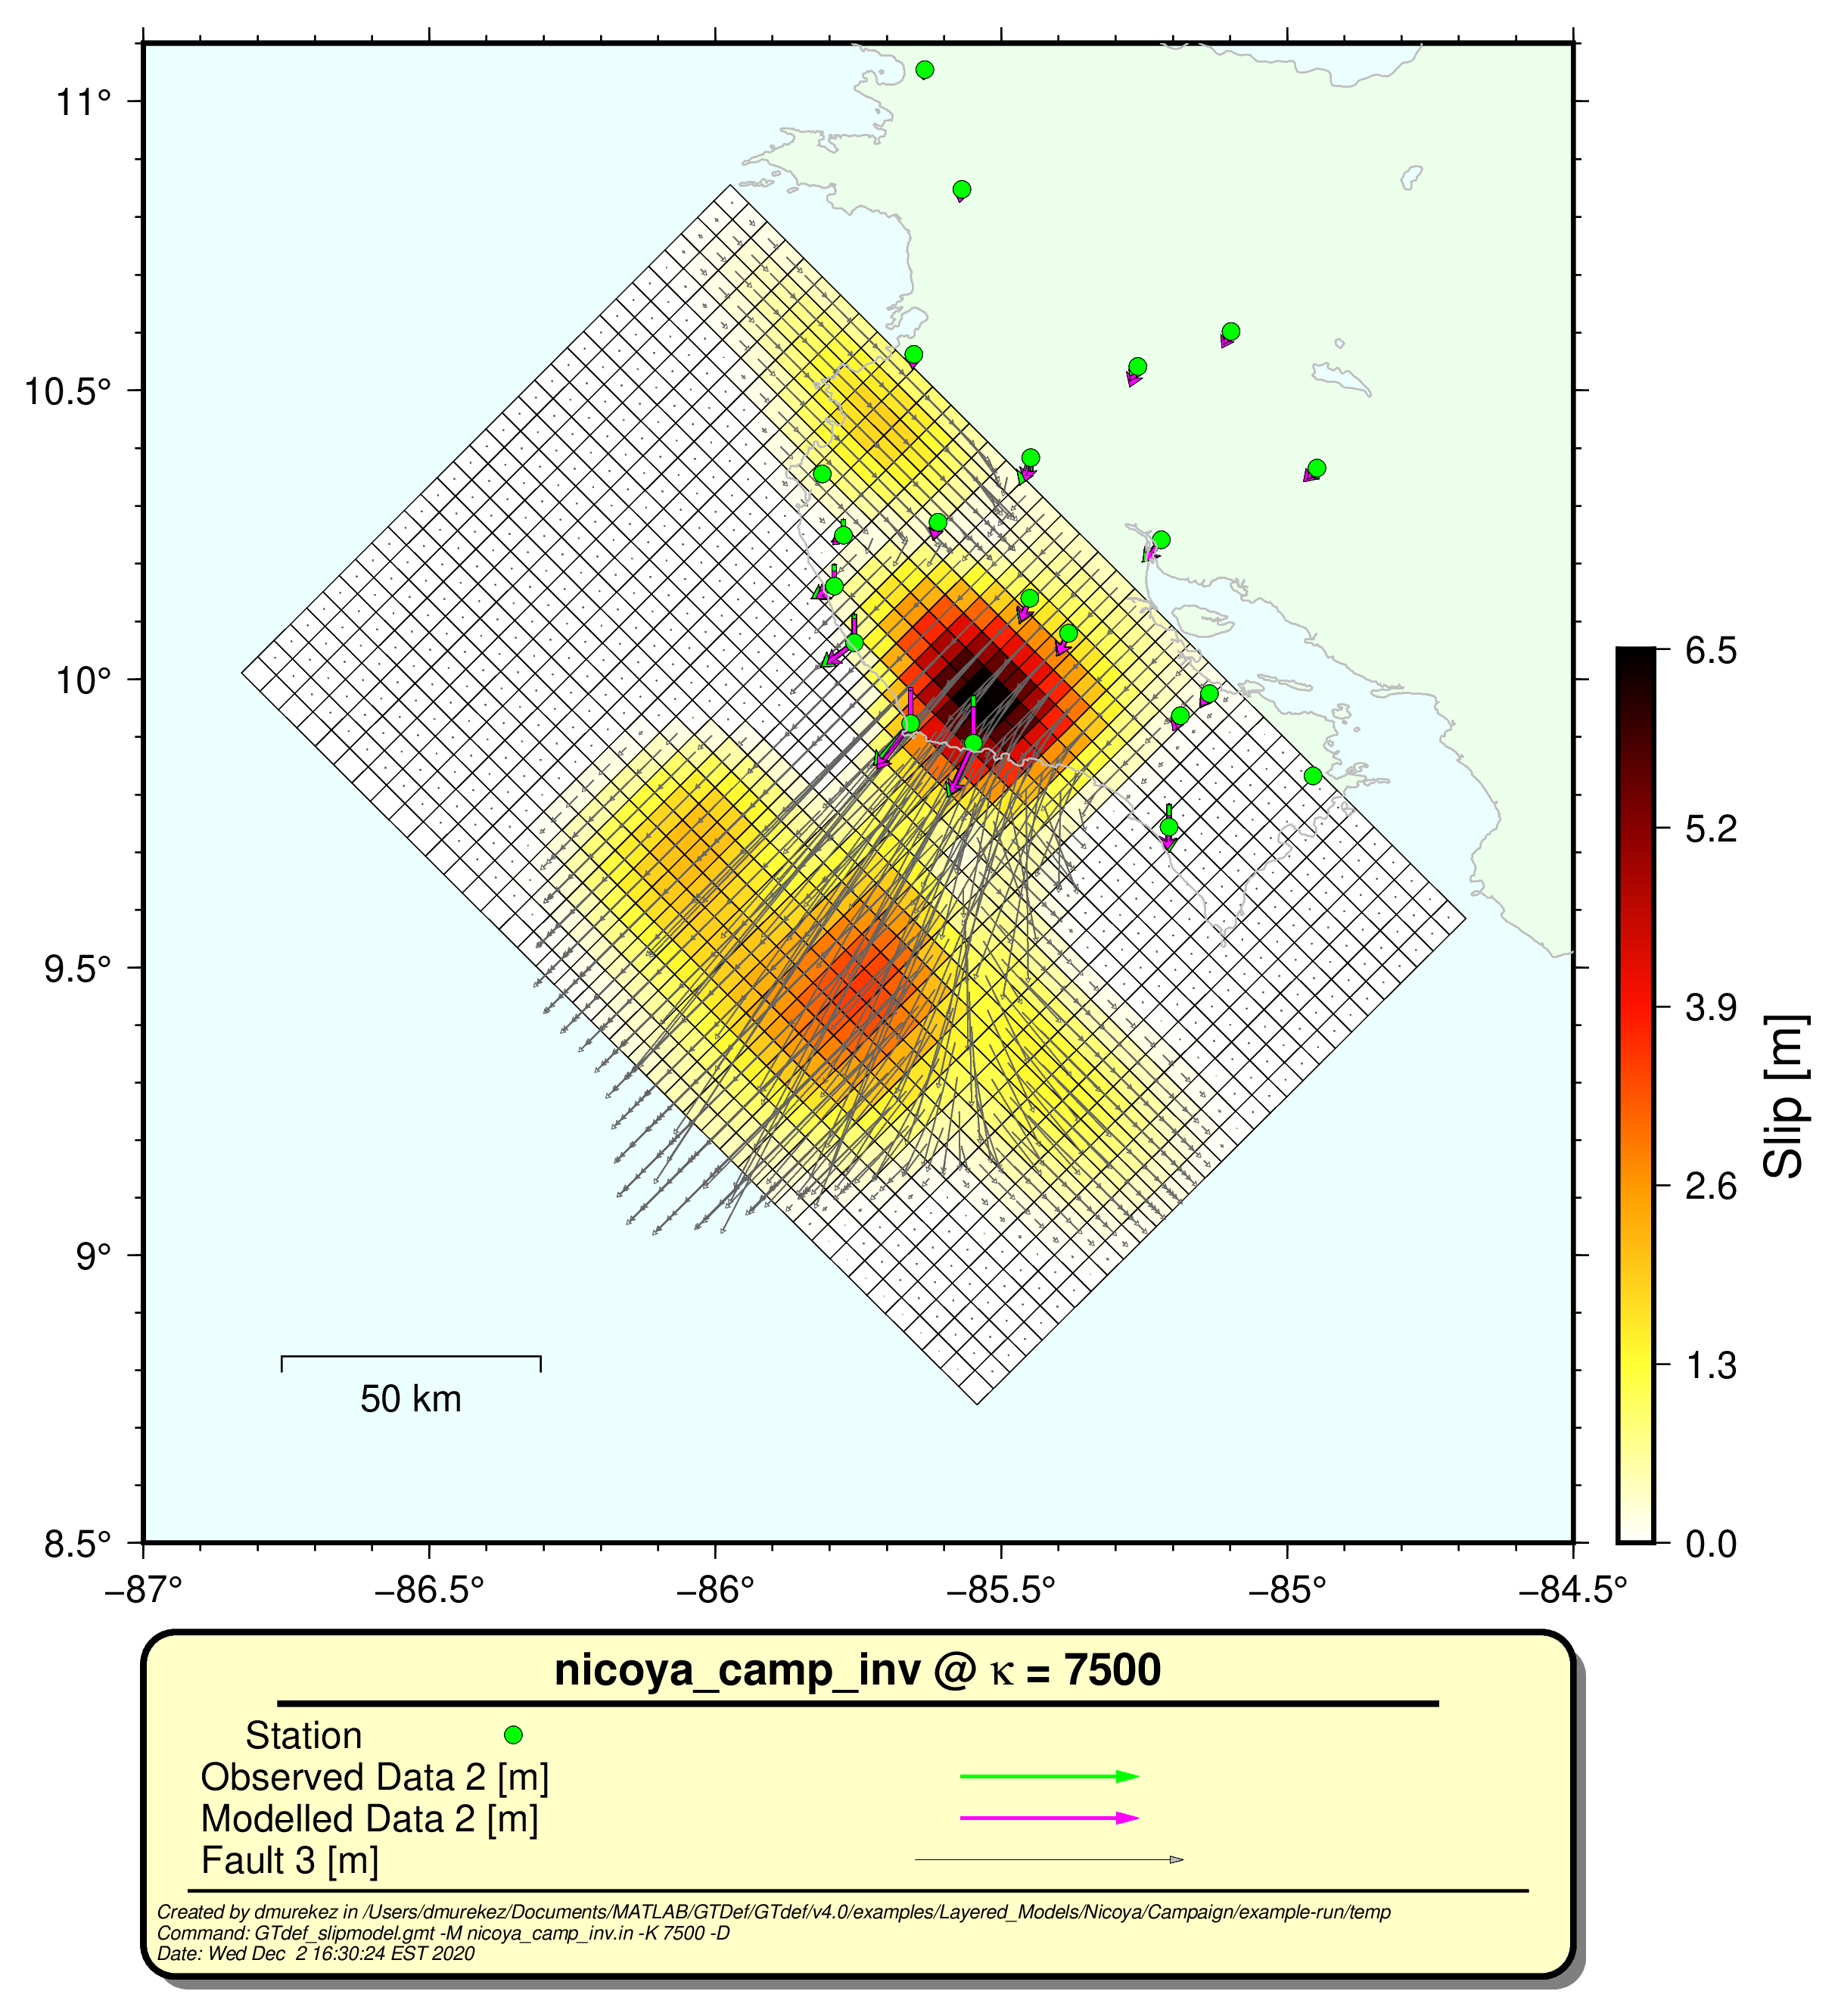 11°
10.5°
10°
9.5°
9°
8.5°
−87°
−86.5°
−86°
−85.5°
−85°
−84.5°
50 km
6.5
5.2
3.9
2.6
1.3
0.0
Slip [m]
nicoya_camp_inv @ κ = 7500
Station
Observed Data 2 [m]
Modelled Data 2 [m]
Fault 3 [m]
Created by dmurekez in /Users/dmurekez/Documents/MATLAB/GTDef/GTdef/v4.0/examples/Layered_Models/Nicoya/Campaign/example-run/temp
Command: GTdef_slipmodel.gmt -M nicoya_camp_inv.in -K 7500 -D
Date: Wed Dec  2 16:30:24 EST 2020